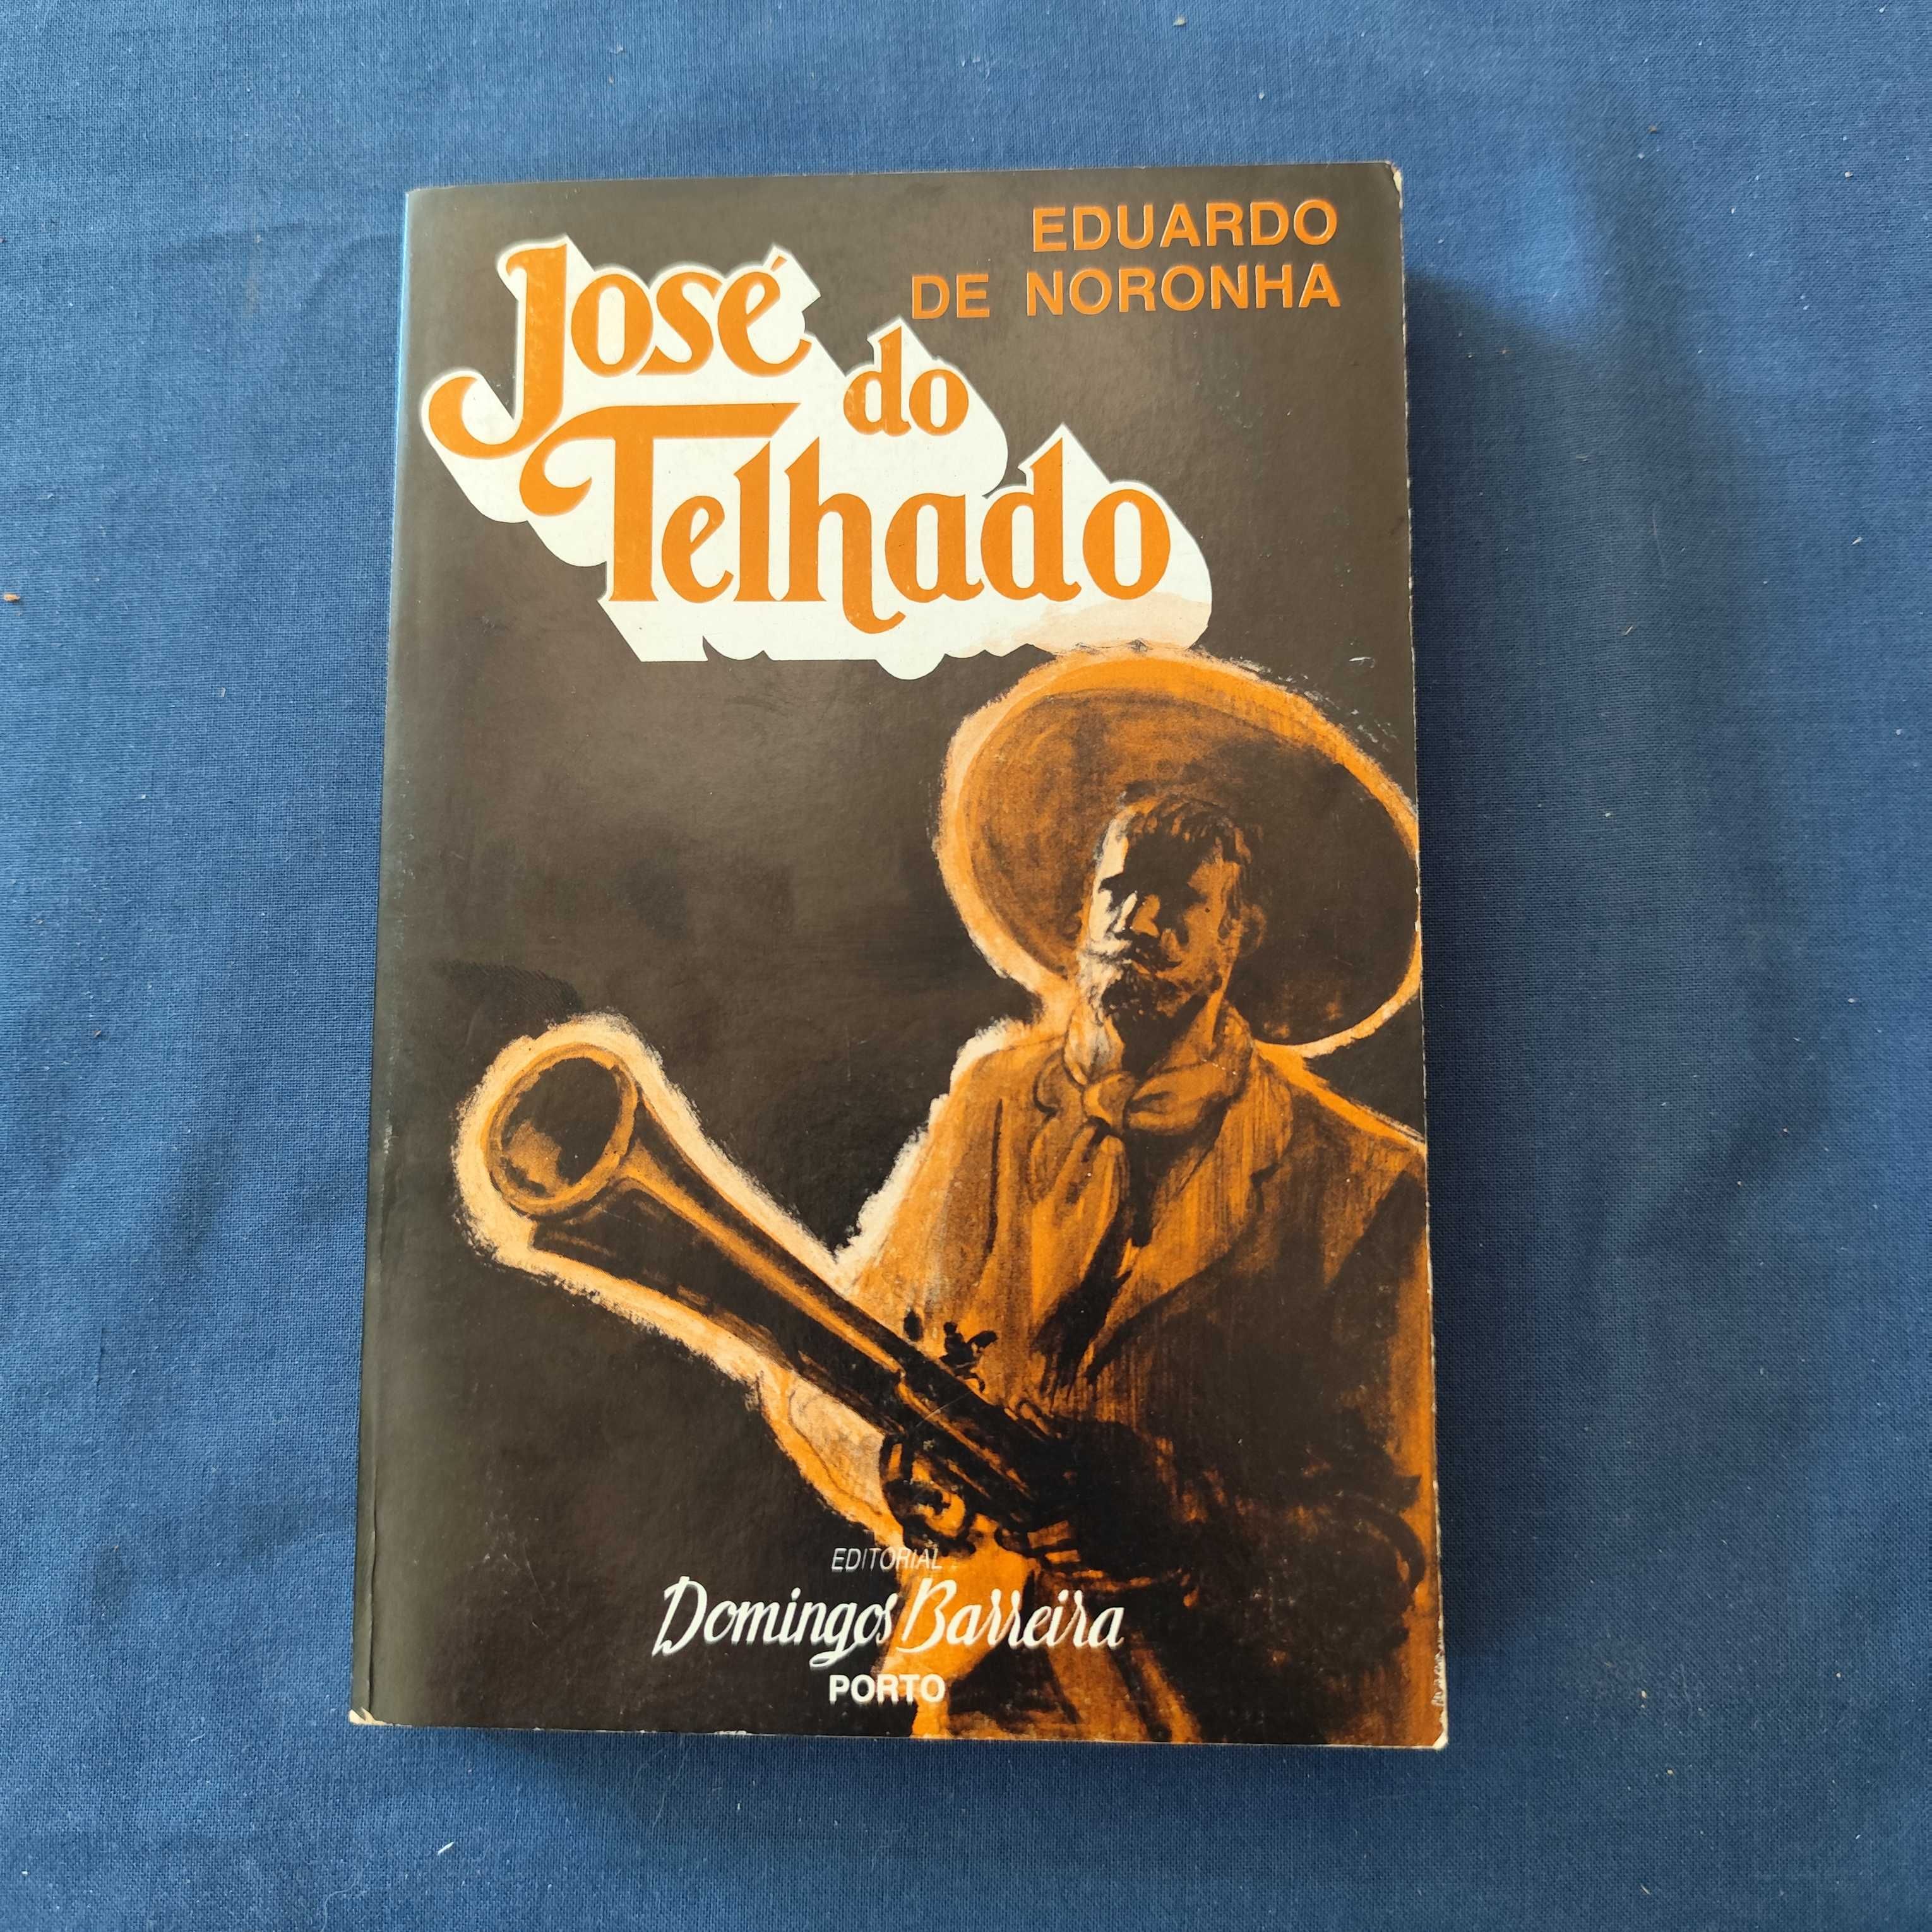 EDUARDO
DE NORONHA
José
do
Telhado
EDITORIAL
Domingos Barreira
PORTO